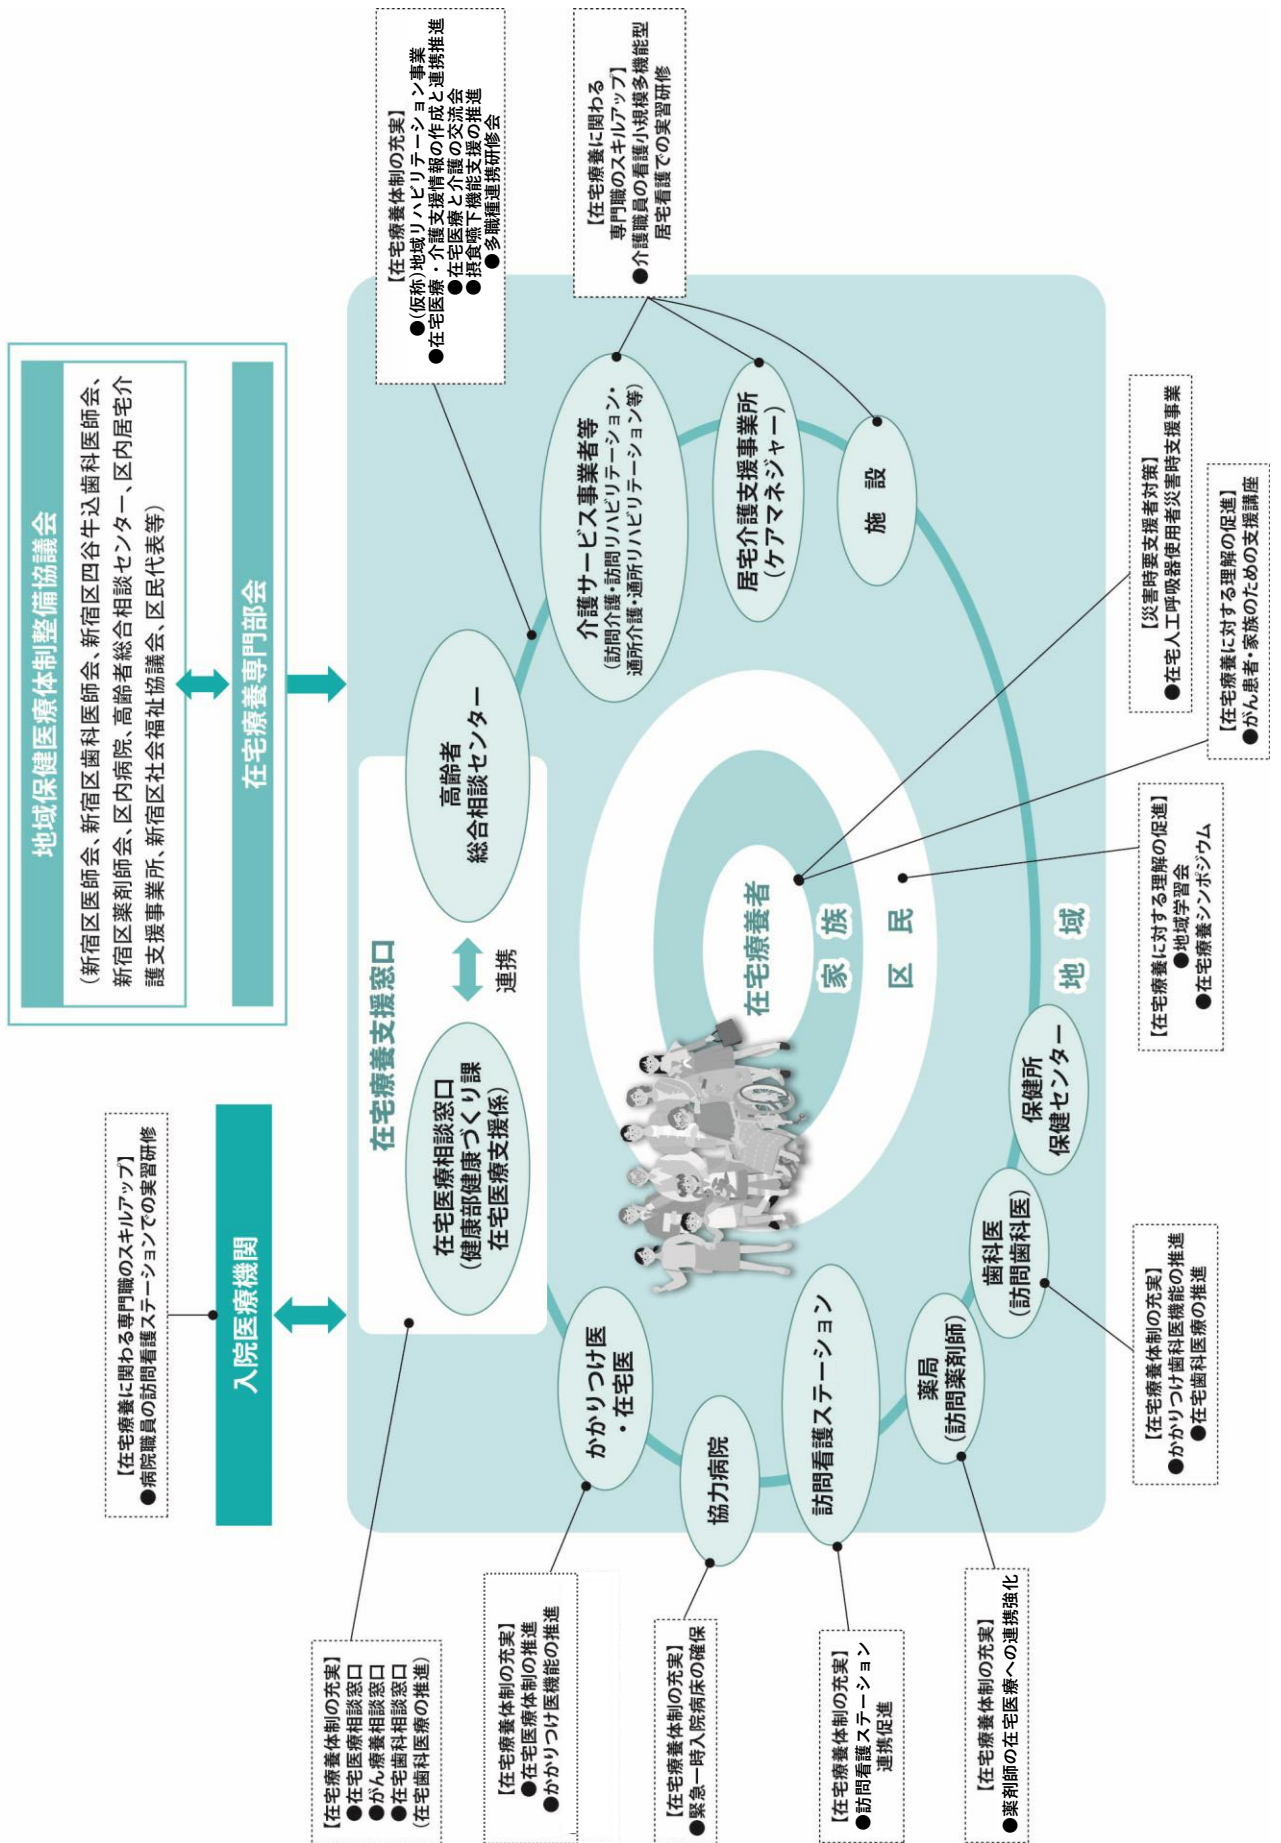 地域保健医療体制整備協議会
(新宿区医師会、新宿区歯科医師会、新宿区四谷牛込歯科医師会、
新宿区薬剤師会、区内病院、高齢者総合相談センター、区内居宅介
護支援事業所、新宿区社会福祉協議会、区民代表等)
在宅療養専門部会
【在宅療養に関わる専門職のスキルアップ】
●病院職員の訪問看護ステーションでの実習研修
入院医療機関
在宅療養支援窓口
在宅医療相談窓口
(健康部健康づくり課
在宅医療支援係)
連携
高齢者
総合相談センター
【在宅療養体制の充実】
●在宅医療相談窓口
●がん療養相談窓口
●在宅歯科相談窓口
(在宅歯科医療の推進)
【在宅療養体制の充実】
●(仮称)地域リハビリテーション事業
●在宅医療・介護支援情報の作成と連携推進
●在宅医療と介護の交流会
●摂食嚥下機能支援の推進
●多職種連携研修会
かかりつけ医
・在宅医
【在宅療養体制の充実】
●在宅医療体制の推進
●かかりつけ医機能の推進
介護サービス事業者等
(訪問介護・訪問リハビリテーション・
通所介護・通所リハビリテーション等)
【在宅療養に関わる
専門職のスキルアップ】
●介護職員の看護小規模多機能型
居宅看護での実習研修
協力病院
【在宅療養体制の充実】
●緊急一時入院病床の確保
居宅介護支援事業所
(ケアマネジャー)
施設
在宅療養者
家族
区民
地域
訪問看護ステーション
【在宅療養体制の充実】
●訪問看護ステーション
連携促進
薬局
(訪問薬剤師)
【在宅療養体制の充実】
●薬剤師の在宅医療への連携強化
歯科医
(訪問歯科医)
【在宅療養体制の充実】
●かかりつけ歯科医機能の推進
●在宅歯科医療の推進
保健所
保健センター
【在宅療養に対する理解の促進】
●地域学習会
●在宅療養シンポジウム
【災害時要支援者対策】
●在宅人工呼吸器使用者災害時支援事業
【在宅療養に対する理解の促進】
●がん患者・家族のための支援講座